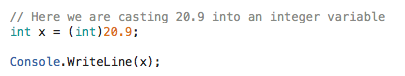 // Here we are casting 20.9 into an integer variable
int x = (int)20.9;
Console.WriteLine(x);